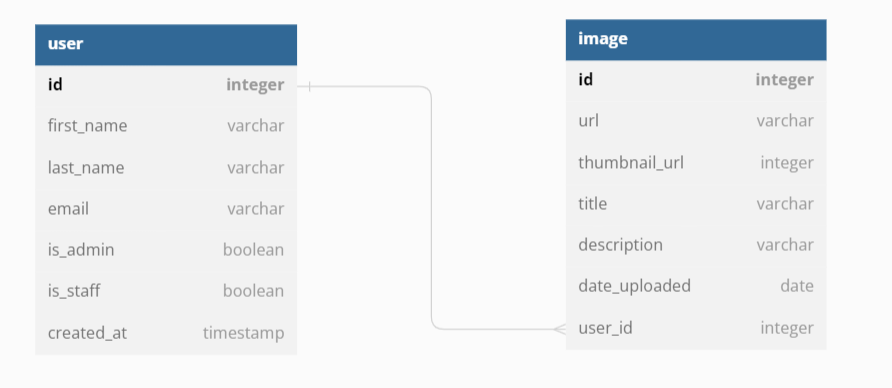 user
id integer
first_name varchar
last_name varchar
email varchar
is_admin boolean
is_staff boolean
created_at timestamp
image
id integer
url varchar
thumbnail_url integer
title varchar
description varchar
date_uploaded date
user_id integer